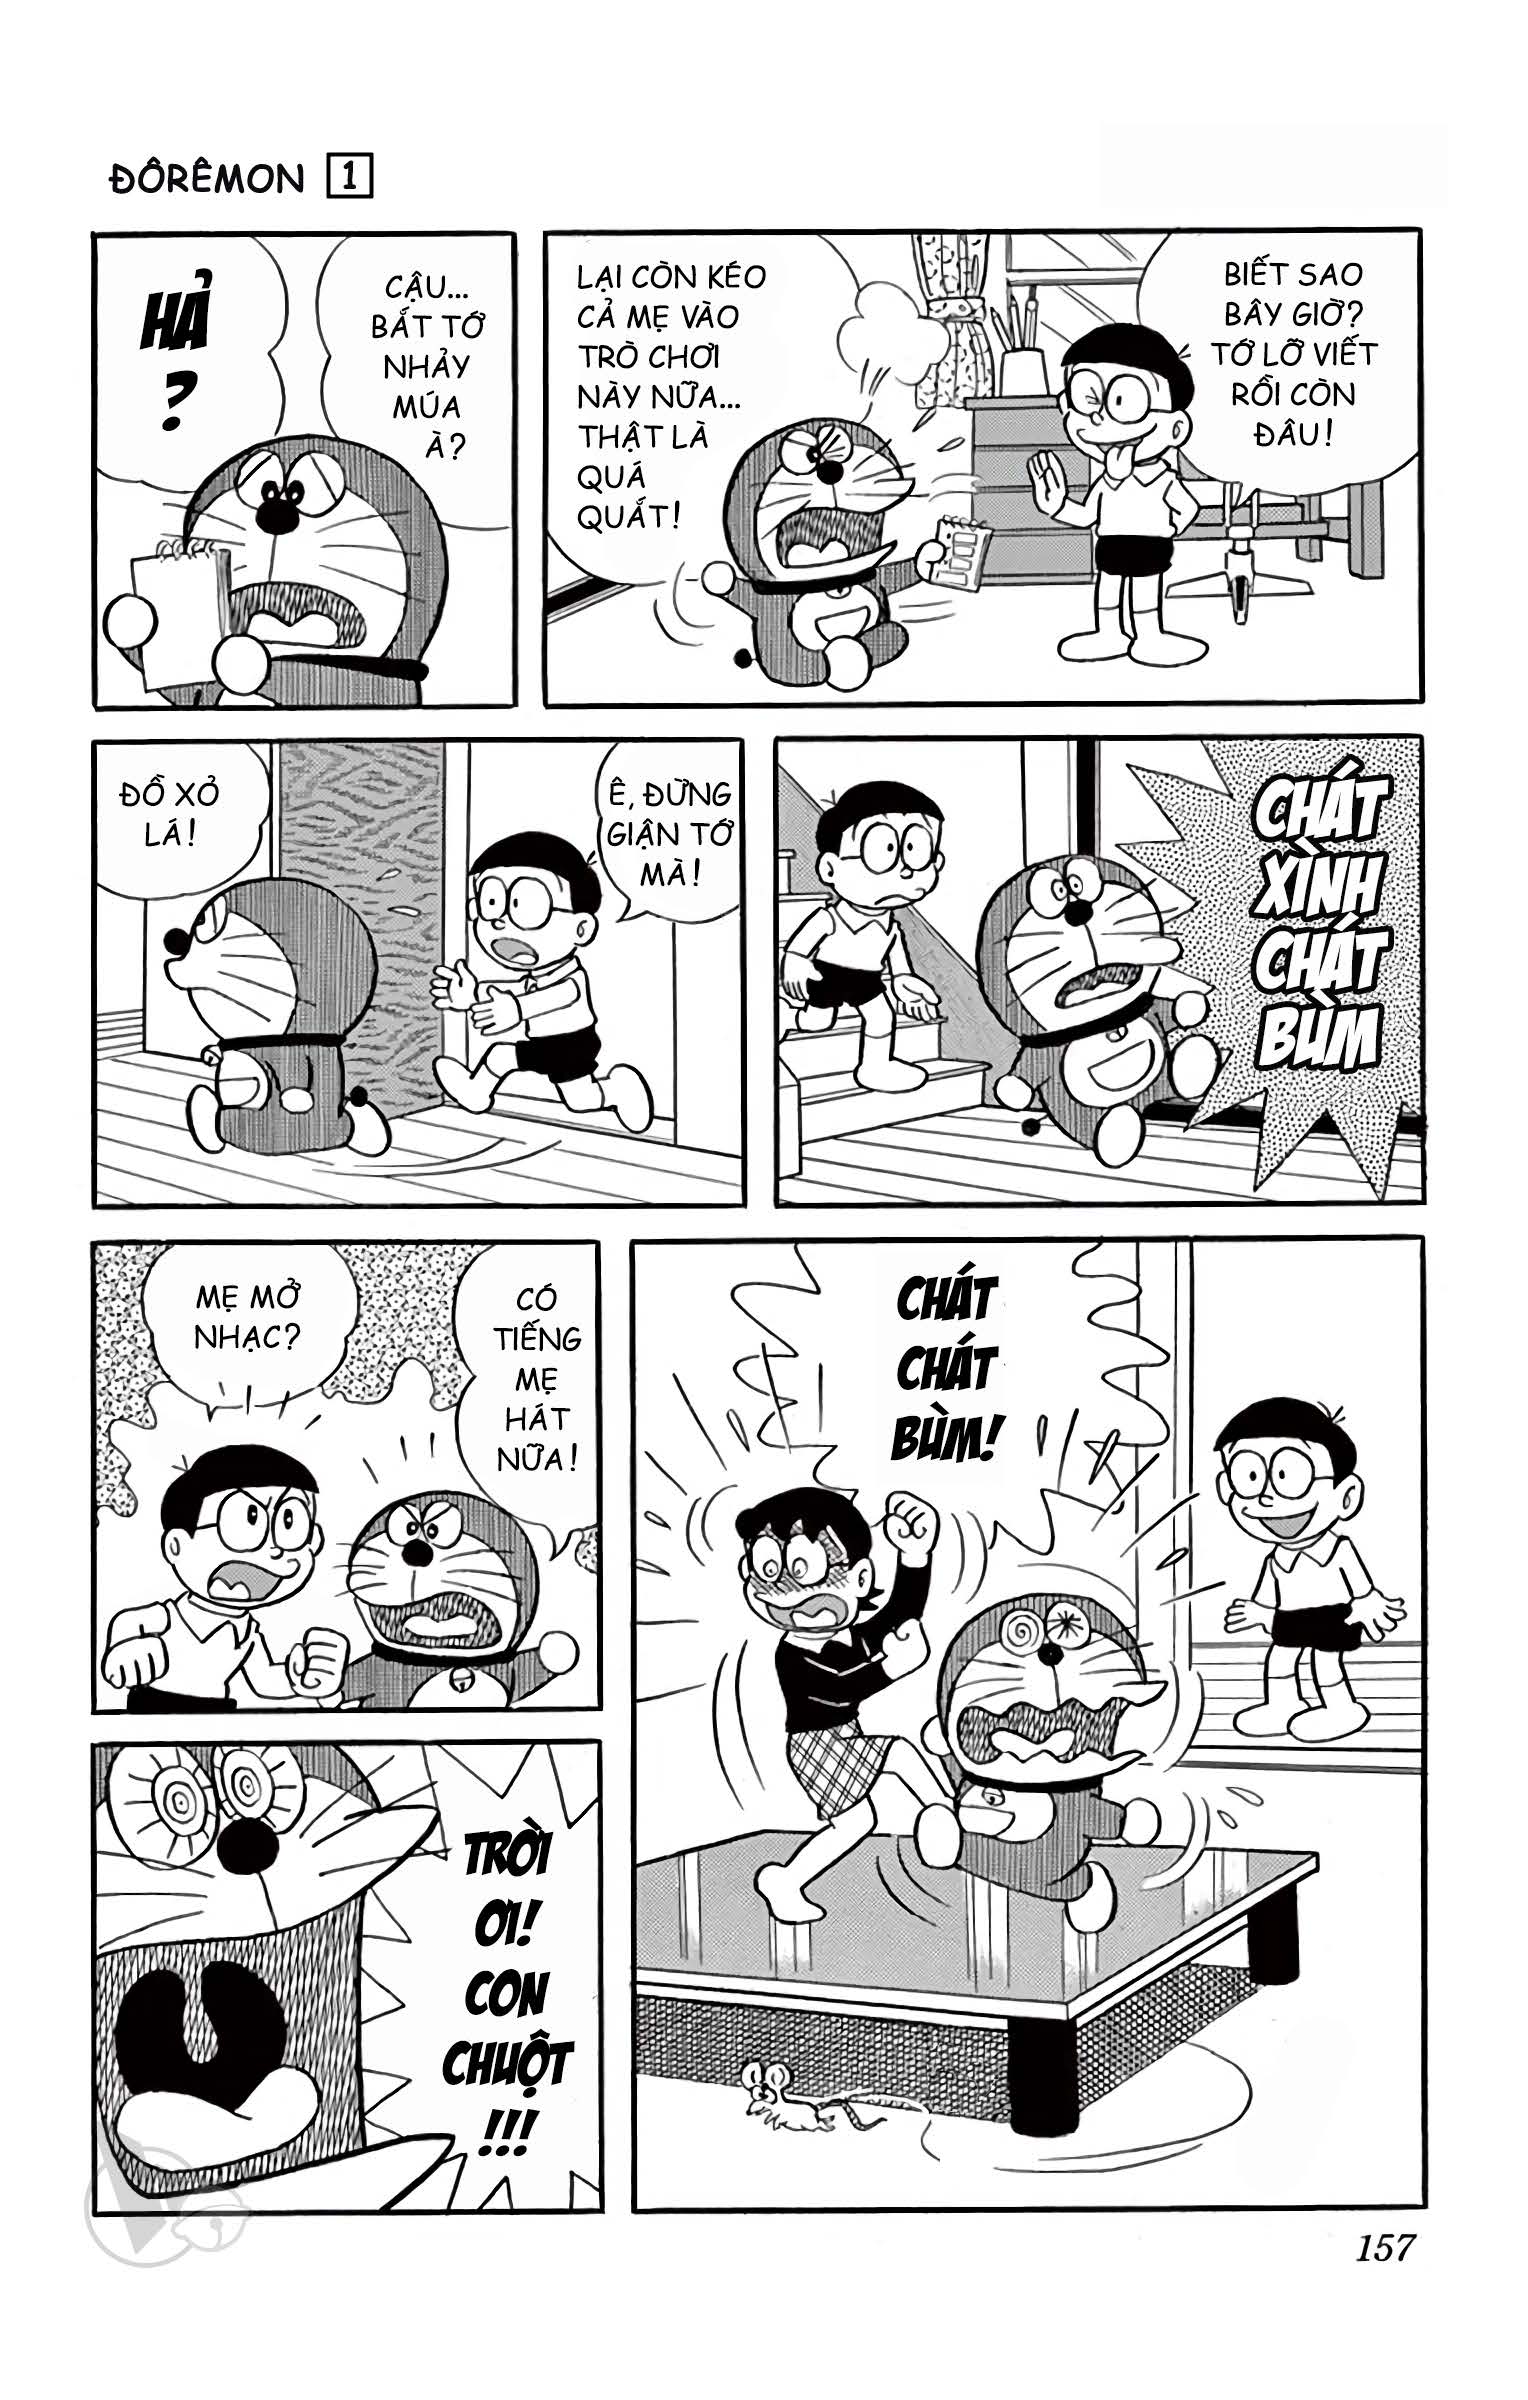 ĐÔRÊMON 1
HẢ
?
CẬU...
BẮT TỚ
NHẢY
MÚA
À?
LẠI CÒN KÉO
CẢ MẸ VÀO
TRÒ CHƠI
NÀY NỮA...
THẬT LÀ
QUÁ
QUẮT!
BIẾT SAO
BÂY GIỜ?
TỚ LỠ VIẾT
RỒI CÒN
ĐÂU!
ĐỒ XỎ
LÁ!
Ê, ĐỪNG
GIẬN TỚ
MÀ!
CHÁT
XÌNH
CHÁT
BÙM
MẸ MỞ
NHẠC?
CÓ
TIẾNG
MẸ
HÁT
NỮA!
CHÁT
CHÁT
BÙM!
TRỜI
ƠI!
CON
CHUỘT
!!!
157